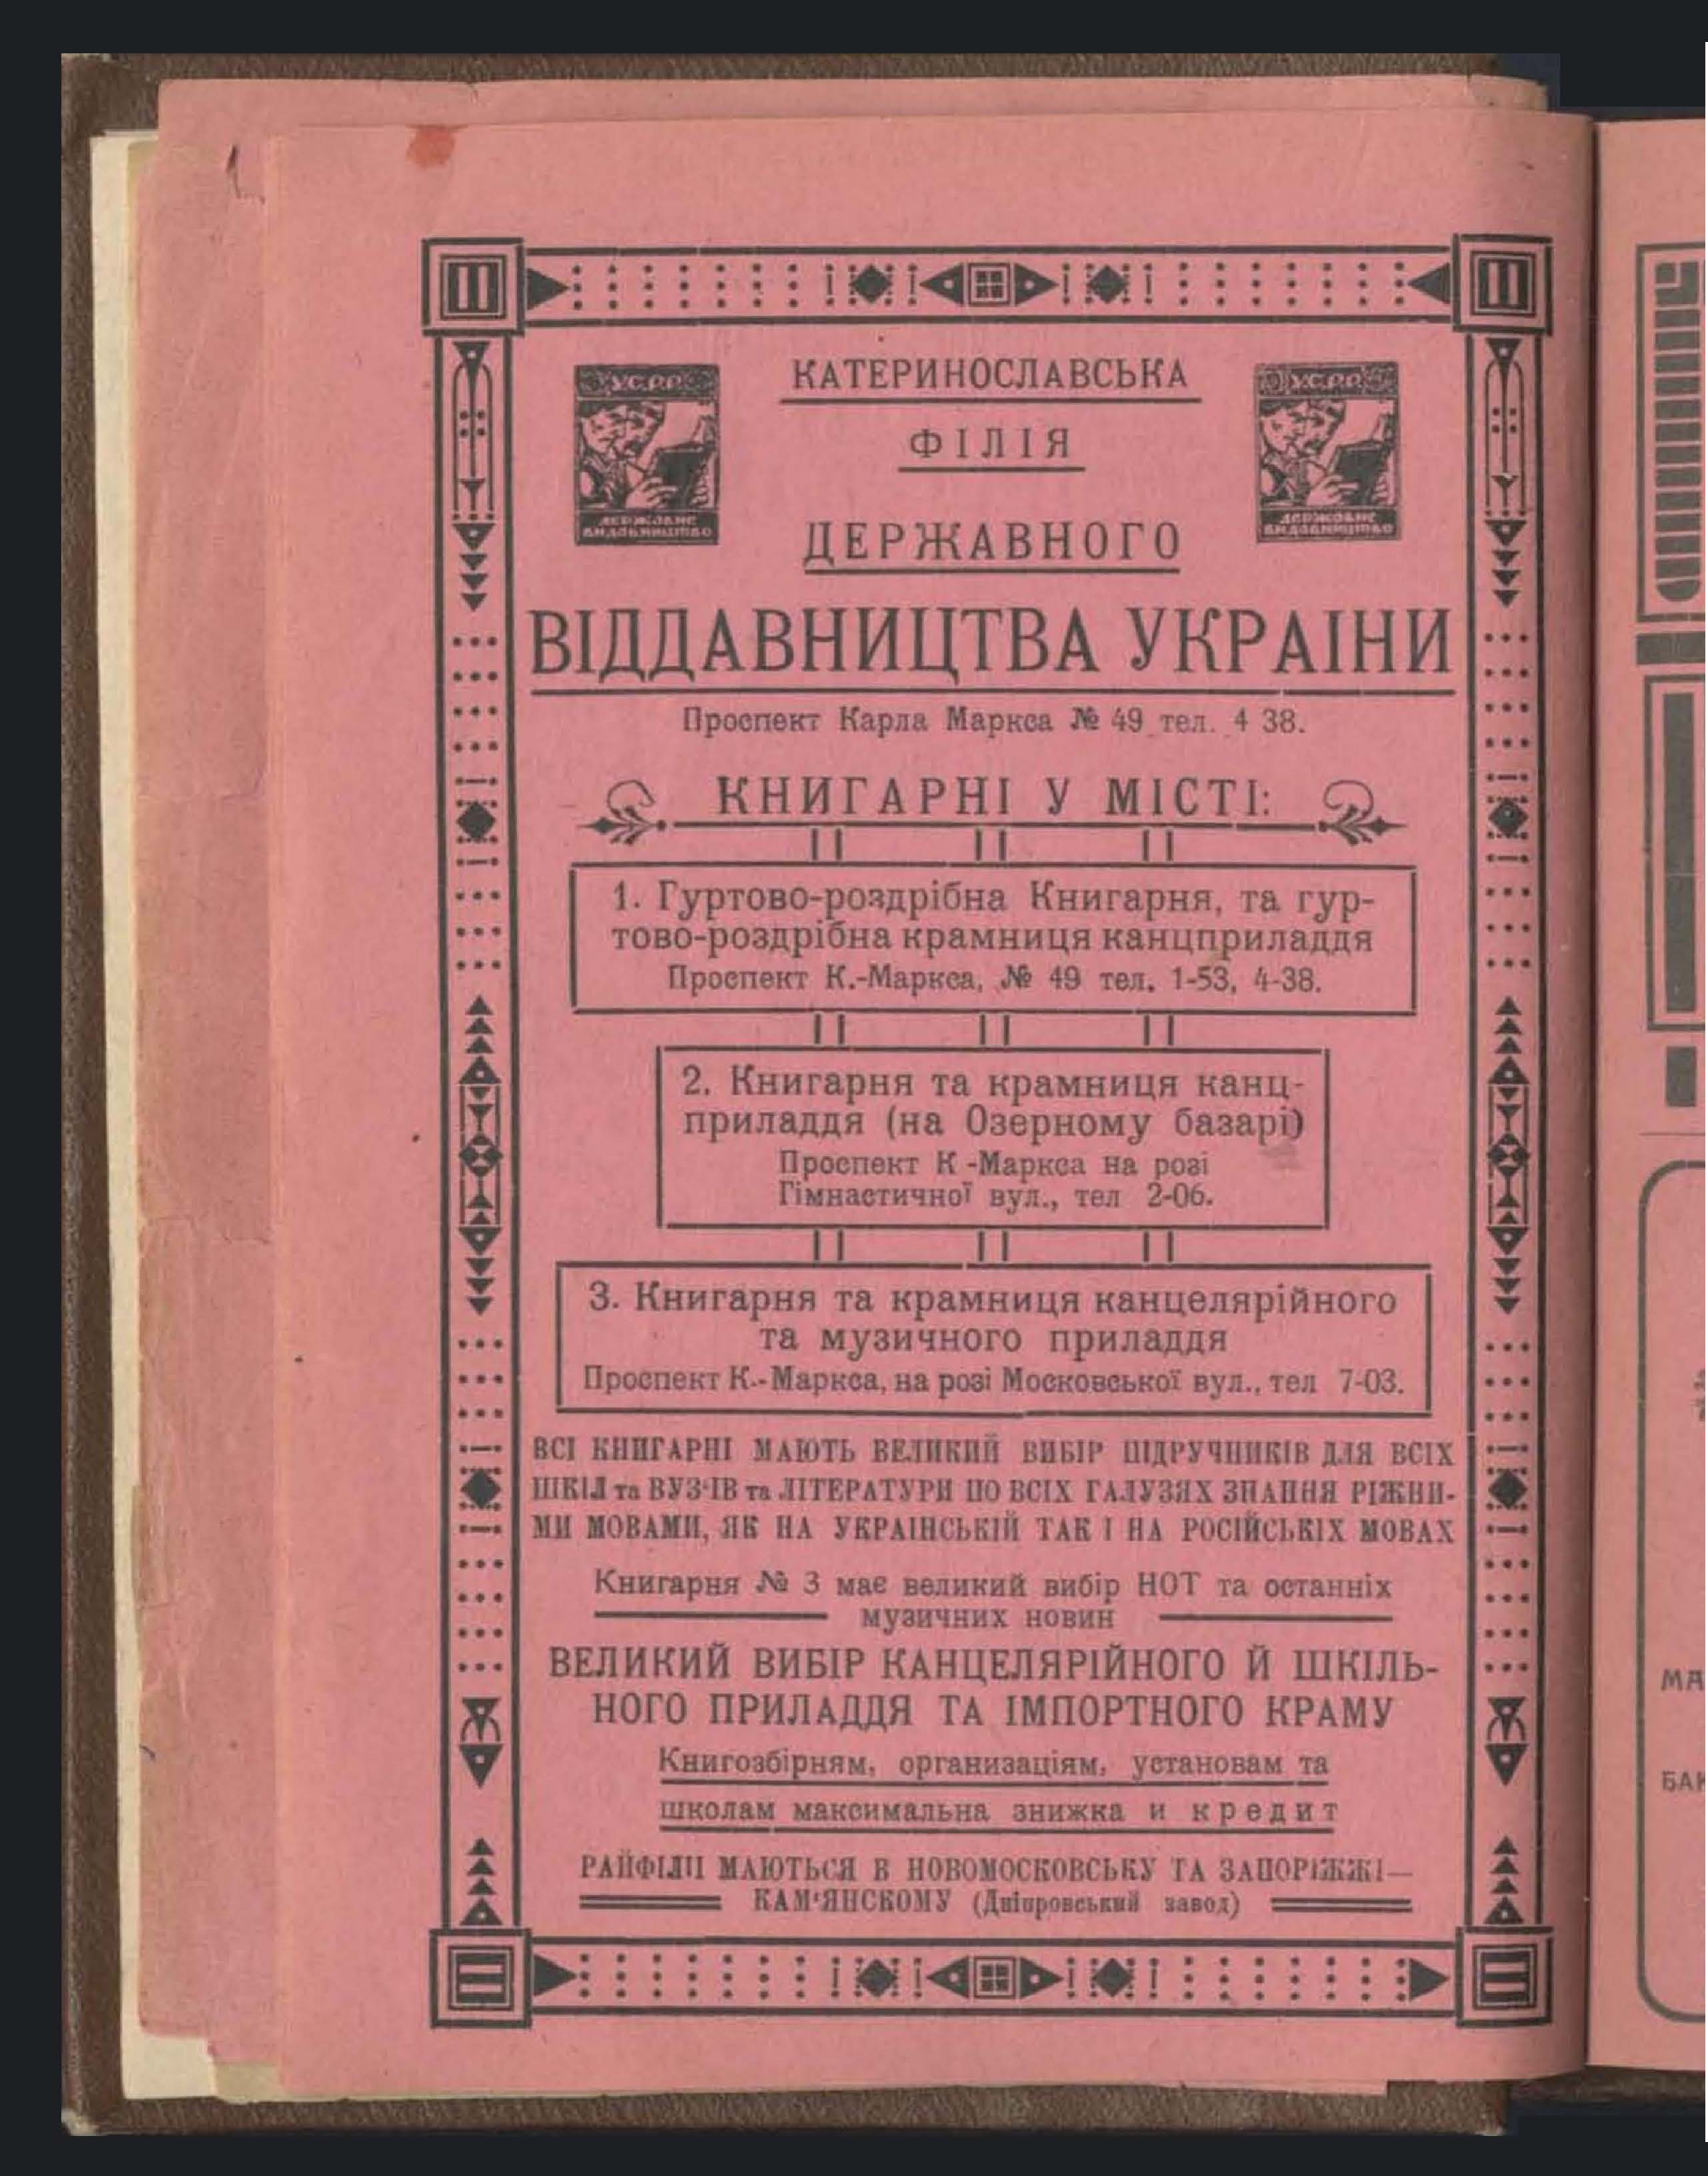 У.С.Р.Р.
ДЕРЖАВНЕ
ВИДАВНИЦТВО
КАТЕРИНОСЛАВСЬКА
ФІЛІЯ
ДЕРЖАВНОГО
У.С.Р.Р.
ДЕРЖАВНЕ
ВИДАВНИЦТВО
ВІДДАВНИЦТВА УКРАІНИ
Проспект Карла Маркса № 49 тел. 4 38.
КНИГАРНІ У МІСТІ:
1. Гуртово-роздрібна Книгарня, та гур-
тово-роздрібна крамниця канцприладдя
Проспект К.-Маркса, № 49 тел. 1-53, 4-38.
2. Книгарня та крамниця канц-
приладдя (на Озерному базарі)
Проспект К -Маркса на розі
Гімнастичної вул., тел 2-06.
3. Книгарня та крамниця канцелярійного
та музичного приладдя
Проспект К.-Маркса, на розі Московської вул., тел 7-03.
ВСІ КНИГАРНІ МАЮТЬ ВЕЛИКИЙ ВИБІР ПІДРУЧНИКІВ ДЛЯ ВСІХ
ШКІЛ та ВУЗ‘ІВ та ЛІТЕРАТУРИ ПО ВСІХ ГАЛУЗЯХ ЗНАННЯ РІЖНИ-
МИ МОВАМИ, ЯК НА УКРАІНСЬКІЙ ТАК І НА РОСІЙСЬКІХ МОВАХ
Книгарня № 3 має великий вибір НОТ та останніх
музичних новин
ВЕЛИКИЙ ВИБІР КАНЦЕЛЯРІЙНОГО Й ШКІЛЬ-
НОГО ПРИЛАДДЯ ТА ІМПОРТНОГО КРАМУ
Книгозбірням, организаціям, установам та
школам максимальна знижка и кредит
РАЙФІЛІІ МАЮТЬСЯ В НОВОМОСКОВСЬКУ ТА ЗАПОРІЖЖІ—
КАМ‘ЯНСКОМУ (Дніпровський завод)
МА
БАК